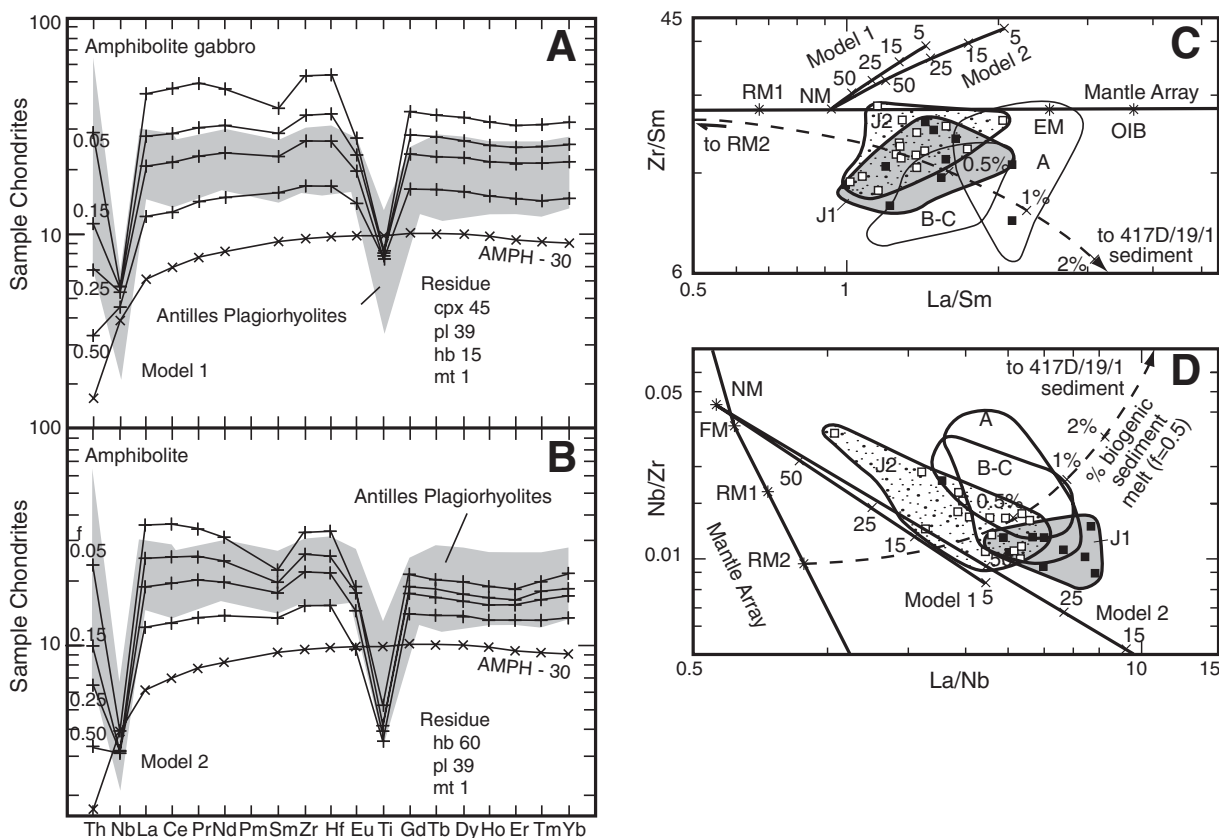 100
Amphibolite gabbro
A
0.05
0.15
10
0.25
0.50
AMPH - 30
Antilles Plagiorhyolites
Model 1
Residue
cpx 45
pl 39
hb 15
mt 1
Sample Chondrites
100
Amphibolite
B
Antilles Plagiorhyolites
f
0.05
0.15
10
0.25
0.50
AMPH - 30
Model 2
Residue
hb 60
pl 39
mt 1
Sample Chondrites
Th Nb La Ce Pr Nd Pm Sm Zr Hf Eu Ti Gd Tb Dy Ho Er Tm Yb
45
C
Model 1
5
15
25
50
5
15
25
50
Model 2
RM1
NM
Mantle Array
EM
OIB
to RM2
J2
0.5%
A
1%
J1
B-C
to 417D/19/1
sediment
2%
Zr/Sm
6
0.5
1
La/Sm
D
to 417D/19/1
sediment
0.05
NM
FM
A
2%
% biogenic
sediment
melt (f=0.5)
J2
B-C
1%
50
RM1
0.5%
25
15
J1
0.01
RM2
Model 1
5
25
Model 2
15
Mantle Array
Nb/Zr
0.5
La/Nb
10
15